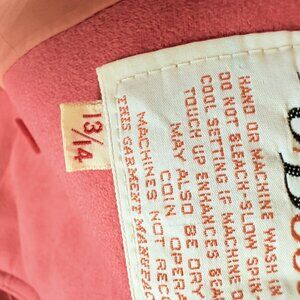 HAND OR MACHINE WASH IN
DO NOT BLEACH SLOW SPIN
COOL SETTING IF MACHINE
TOUCH UP ENHANCES BEA
MAY ALSO BE DRY
COIN OPER
MACHINES NOT REC
THIS GARMENT MANUFAC
13/14